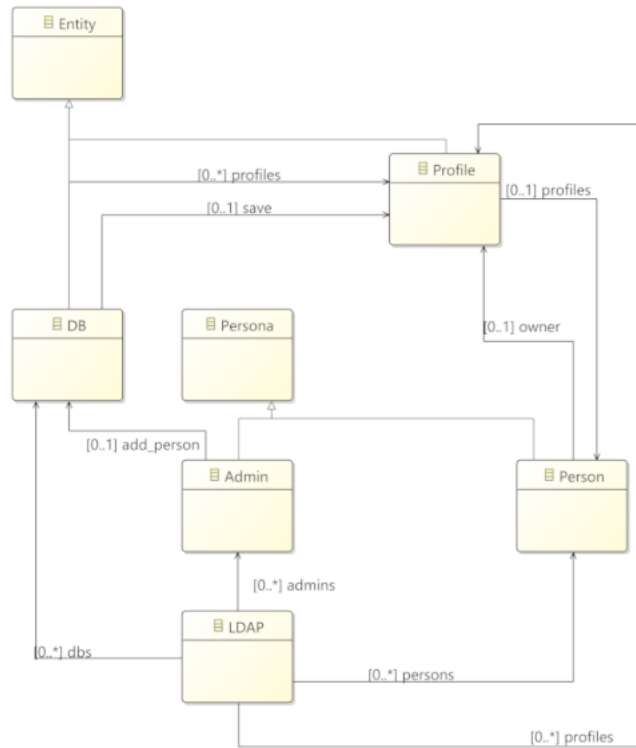 Entity
Profile
[0..*] profiles
[0..1] profiles
[0..1] save
DB
Persona
[0..1] owner
[0..1] add_person
Admin
Person
[0..*] admins
LDAP
[0..*] dbs
[0..*] persons
[0..*] profiles